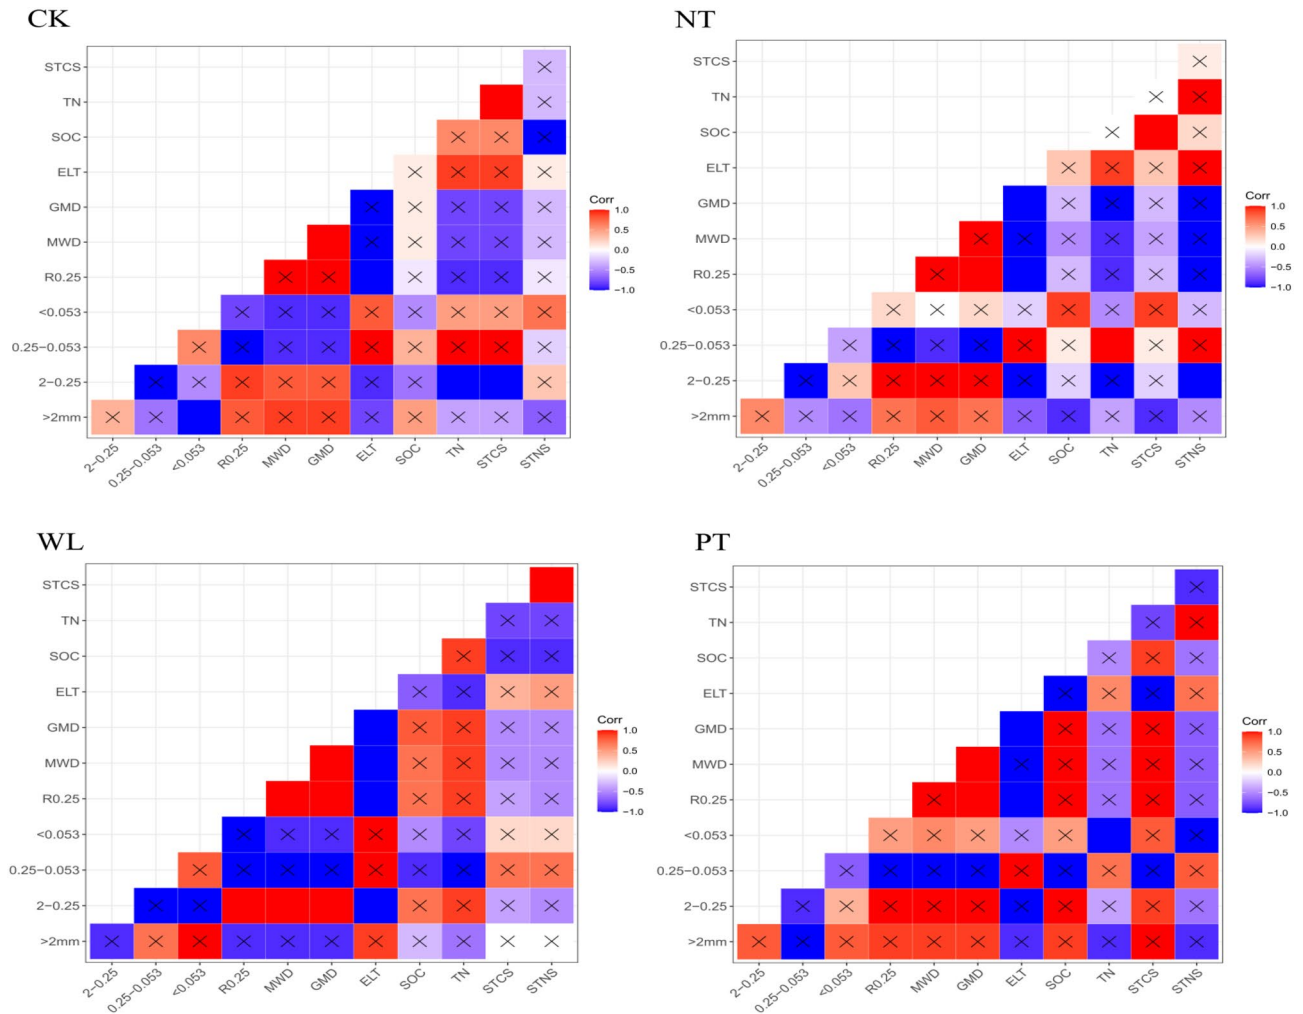 CK
STCS
TN
SOC
ELT
GMD
MWD
R0.25
<0.053
0.25−0.053
2−0.25
>2mm
2−0.25
0.25−0.053
<0.053
R0.25
MWD
GMD
ELT
SOC
TN
STCS
STNS
Corr
1.0
0.5
0.0
−0.5
−1.0
NT
STCS
TN
SOC
ELT
GMD
MWD
R0.25
<0.053
0.25−0.053
2−0.25
>2mm
2−0.25
0.25−0.053
<0.053
R0.25
MWD
GMD
ELT
SOC
TN
STCS
STNS
Corr
1.0
0.5
0.0
−0.5
−1.0
WL
STCS
TN
SOC
ELT
GMD
MWD
R0.25
<0.053
0.25−0.053
2−0.25
>2mm
2−0.25
0.25−0.053
<0.053
R0.25
MWD
GMD
ELT
SOC
TN
STCS
STNS
Corr
1.0
0.5
0.0
−0.5
−1.0
PT
STCS
TN
SOC
ELT
GMD
MWD
R0.25
<0.053
0.25−0.053
2−0.25
>2mm
2−0.25
0.25−0.053
<0.053
R0.25
MWD
GMD
ELT
SOC
TN
STCS
STNS
Corr
1.0
0.5
0.0
−0.5
−1.0